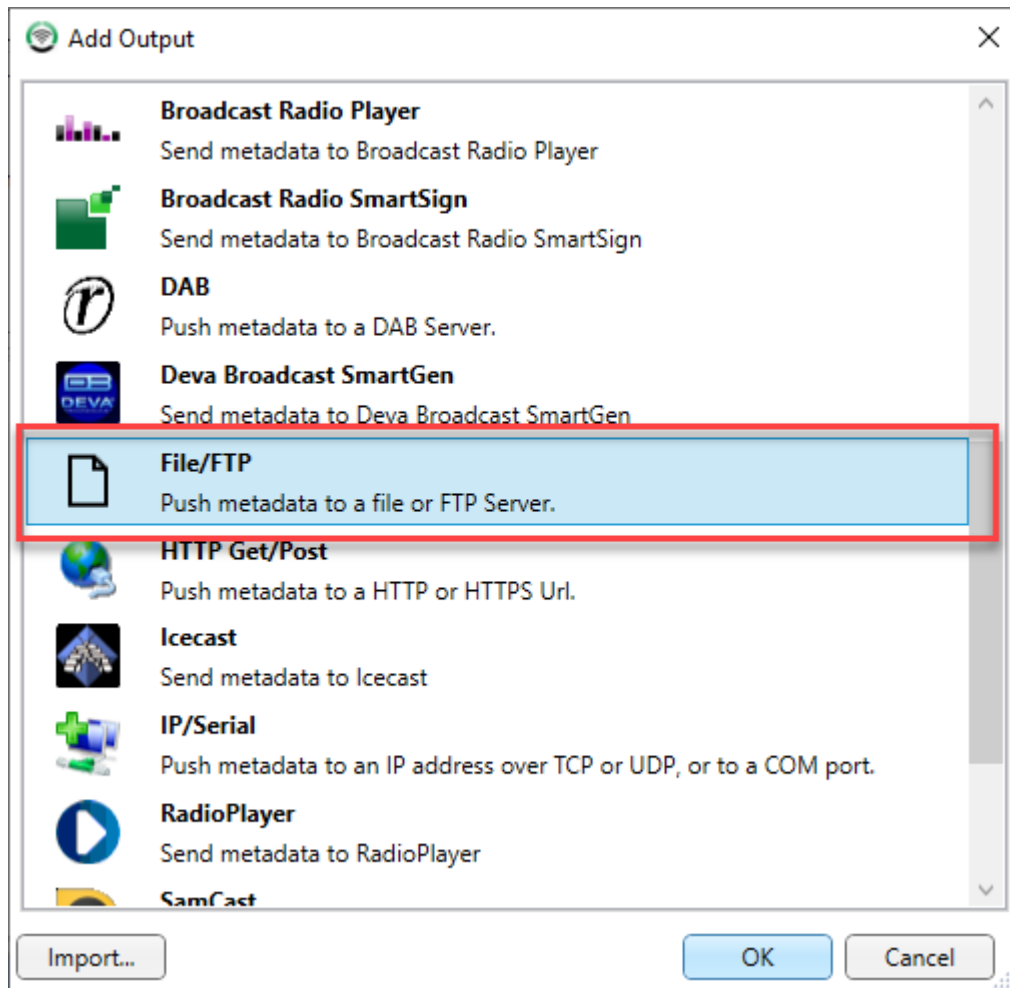 Add Output
Broadcast Radio Player
Send metadata to Broadcast Radio Player
Broadcast Radio SmartSign
Send metadata to Broadcast Radio SmartSign
DAB
Push metadata to a DAB Server.
Deva Broadcast SmartGen
Send metadata to Deva Broadcast SmartGen
DEVA
File/FTP
Push metadata to a file or FTP Server.
HTTP Get/Post
Push metadata to a HTTP or HTTPS Url.
Icecast
Send metadata to Icecast
IP/Serial
Push metadata to an IP address over TCP or UDP, or to a COM port.
RadioPlayer
Send metadata to RadioPlayer
SamCast
Import...
OK
Cancel